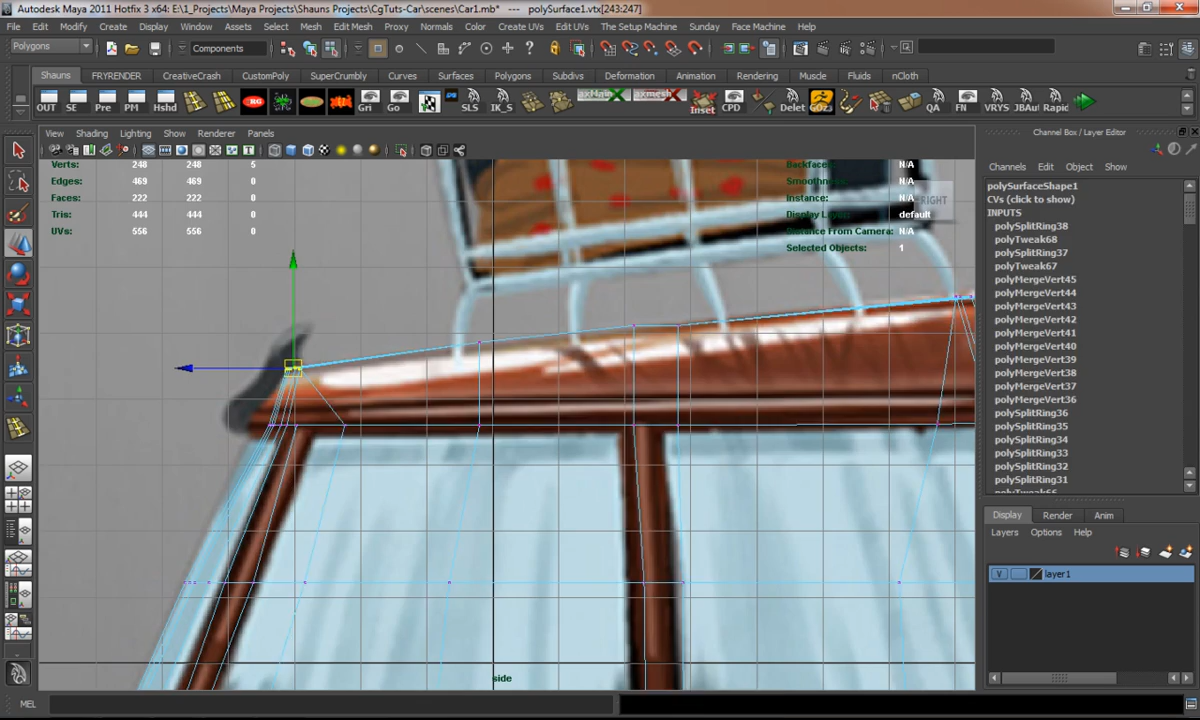 Autodesk Maya 2011 Hotfix 3 x64: E:\1_Projects\Maya Projects\Shauns Projects\CgTuts-Car\scenes\Car1.mb* --- polySurface1.vtx[243:247]
File Edit Modify Create Display Window Assets Select Mesh Edit Mesh Proxy Normals Color Create UVs Edit UVs The Setup Machine Sunday Frame Machine Help
Polygons Components
Shauns FRYRENDER CreativeCrash CustomPoly SuperCrumbly Curves Surfaces Polygons Subdivs Deformation Animation Rendering Muscle Fluids nCloth
OUT SE Pre PM Hshd Gri Go SLS IK_S Inset CPD Delet GOz3 QA FN VRYS JBAut Rapid
View Shading Lighting Show Renderer Panels
Channel Box / Layer Editor
Channels Edit Object Show
Verts: 248 248 5
Edges: 469 469 0
Faces: 222 222 0
Tris: 444 444 0
UVs: 556 556 0
Backfaces: N/A
Smoothness: N/A
Instance: N/A
Display Layer: default
Distance From Camera: N/A
Selected Objects: 1
RIGHT
polySurfaceShape1
CVs (click to show)
INPUTS
polySplitRing38
polyTweak68
polySplitRing37
polyTweak67
polyMergeVert45
polyMergeVert44
polyMergeVert43
polyMergeVert42
polyMergeVert41
polyMergeVert40
polyMergeVert39
polyMergeVert38
polyMergeVert37
polyMergeVert36
polySplitRing36
polySplitRing35
polySplitRing34
polySplitRing33
polySplitRing32
polySplitRing31
polyTweak66
Display Render Anim
Layers Options Help
V layer1
side
MEL